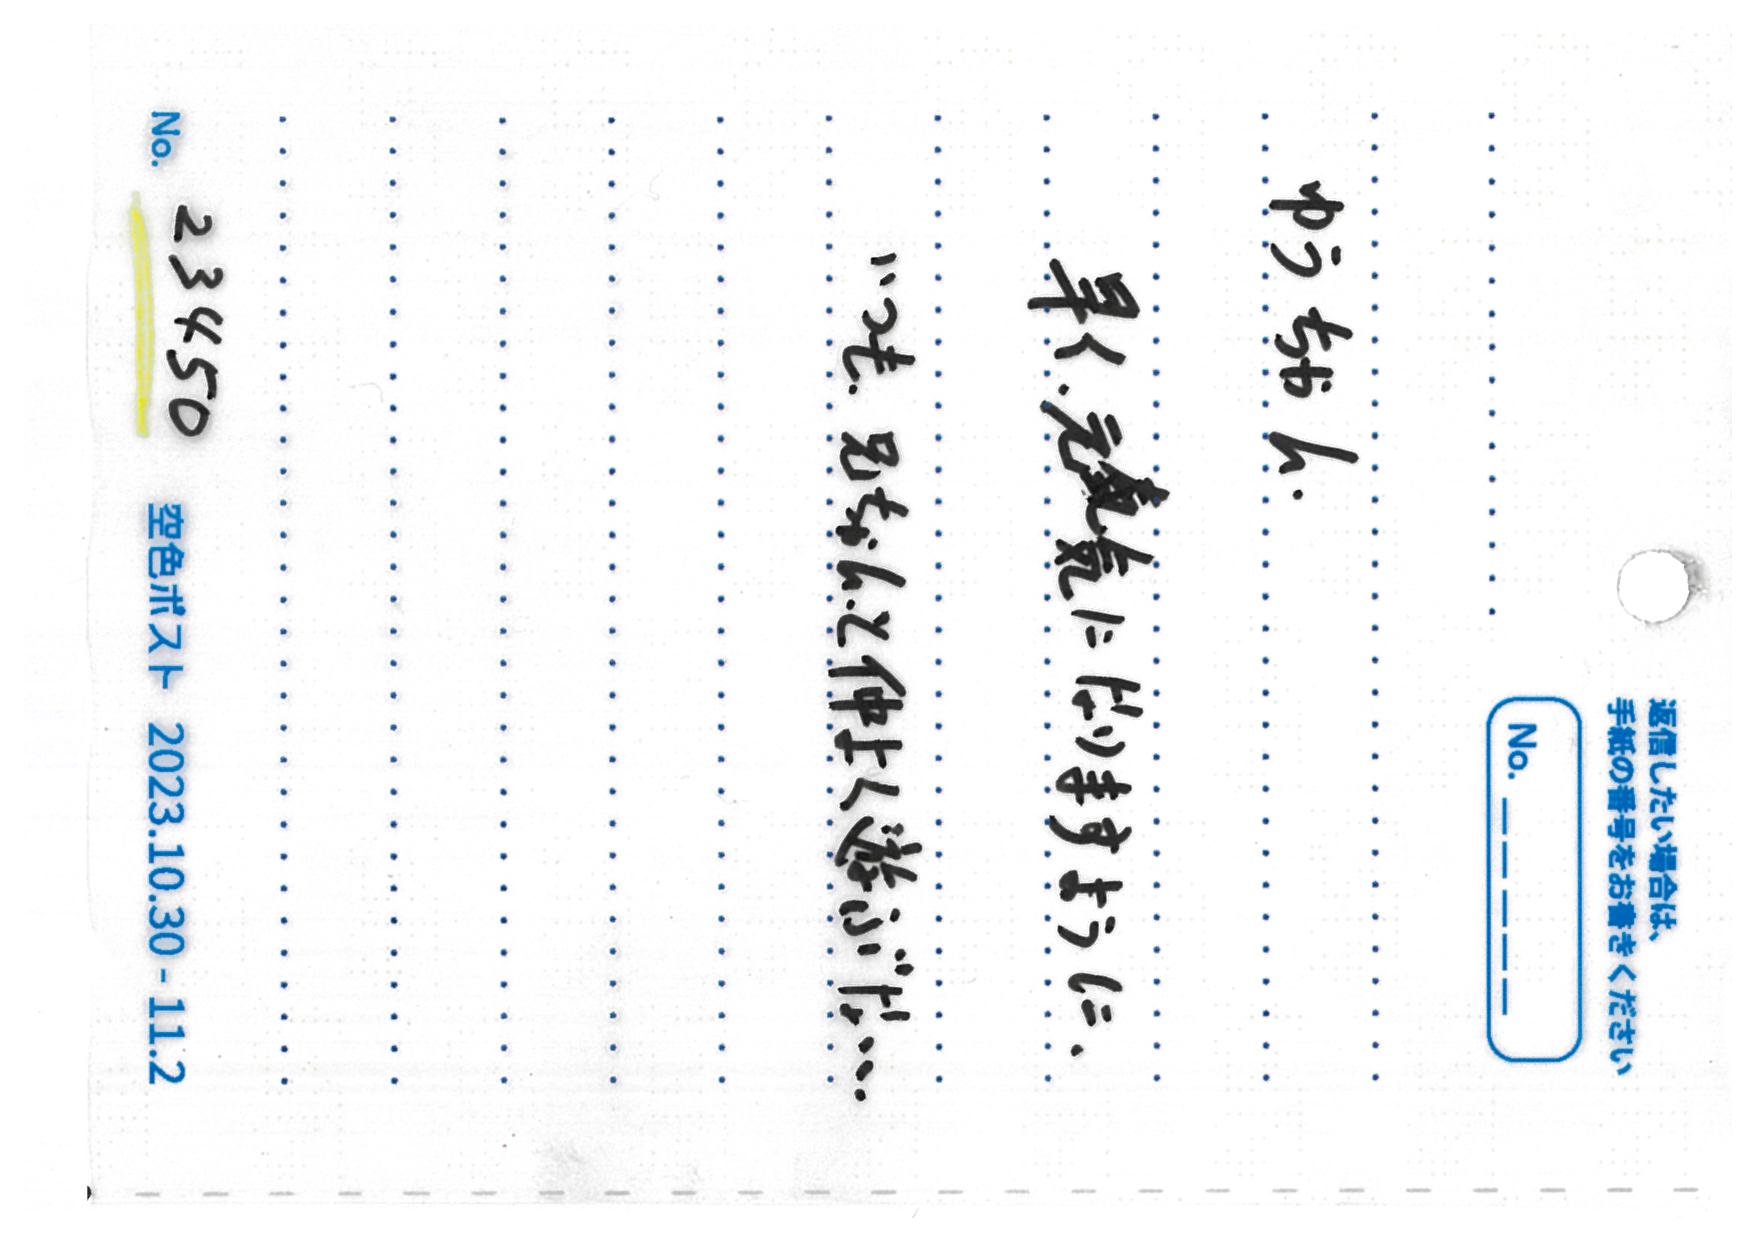 返信したい場合は、
手紙の番号をお書きください
No. _ _ _ _ _
ゆうちゃん.
早く.元気になりますように.
いつも.兄ちゃんと仲よく遊ぶな...
No. 23450
空色ポスト 2023.10.30 - 11.2